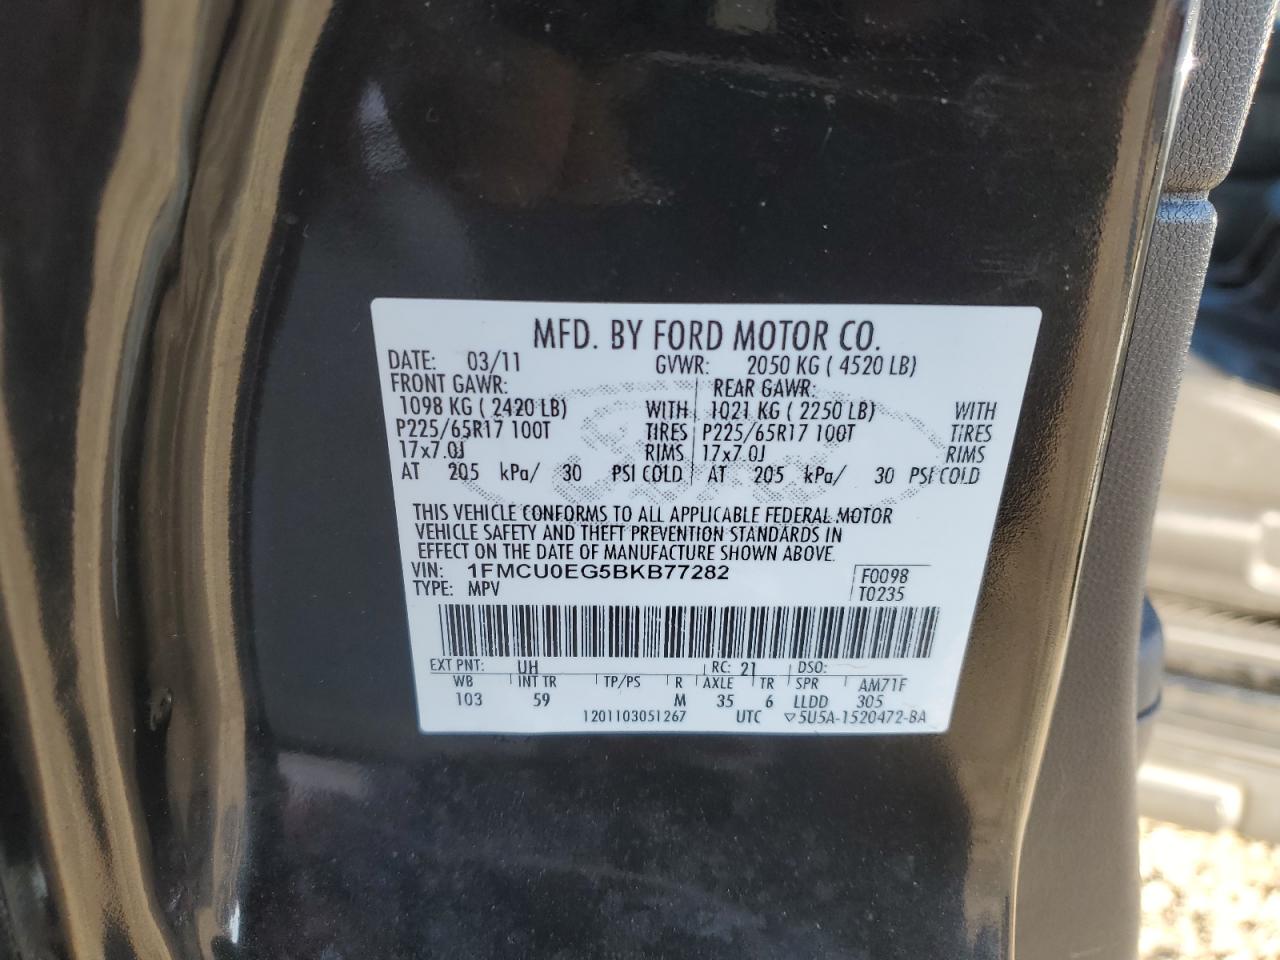 MFD. BY FORD MOTOR CO.
DATE: 03/11 GVWR: 2050 KG ( 4520 LB)
FRONT GAWR: REAR GAWR:
1098 KG ( 2420 LB) WITH 1021 KG ( 2250 LB) WITH
P225/65R17 100T TIRES P225/65R17 100T TIRES
17x7.0J RIMS 17x7.0J RIMS
AT 205 kPa/ 30 PSI COLD AT 205 kPa/ 30 PSI COLD
THIS VEHICLE CONFORMS TO ALL APPLICABLE FEDERAL MOTOR
VEHICLE SAFETY AND THEFT PREVENTION STANDARDS IN
EFFECT ON THE DATE OF MANUFACTURE SHOWN ABOVE.
VIN: 1FMCU0EG5BKB77282 F0098
TYPE: MPV T0235
EXT PNT: UH RC: 21 DSO:
WB INT TR TP/PS R AXLE TR SPR AM71F
103 59 M 35 6 LLDD 305
1201103051267 UTC ▽5U5A-1520472-BA